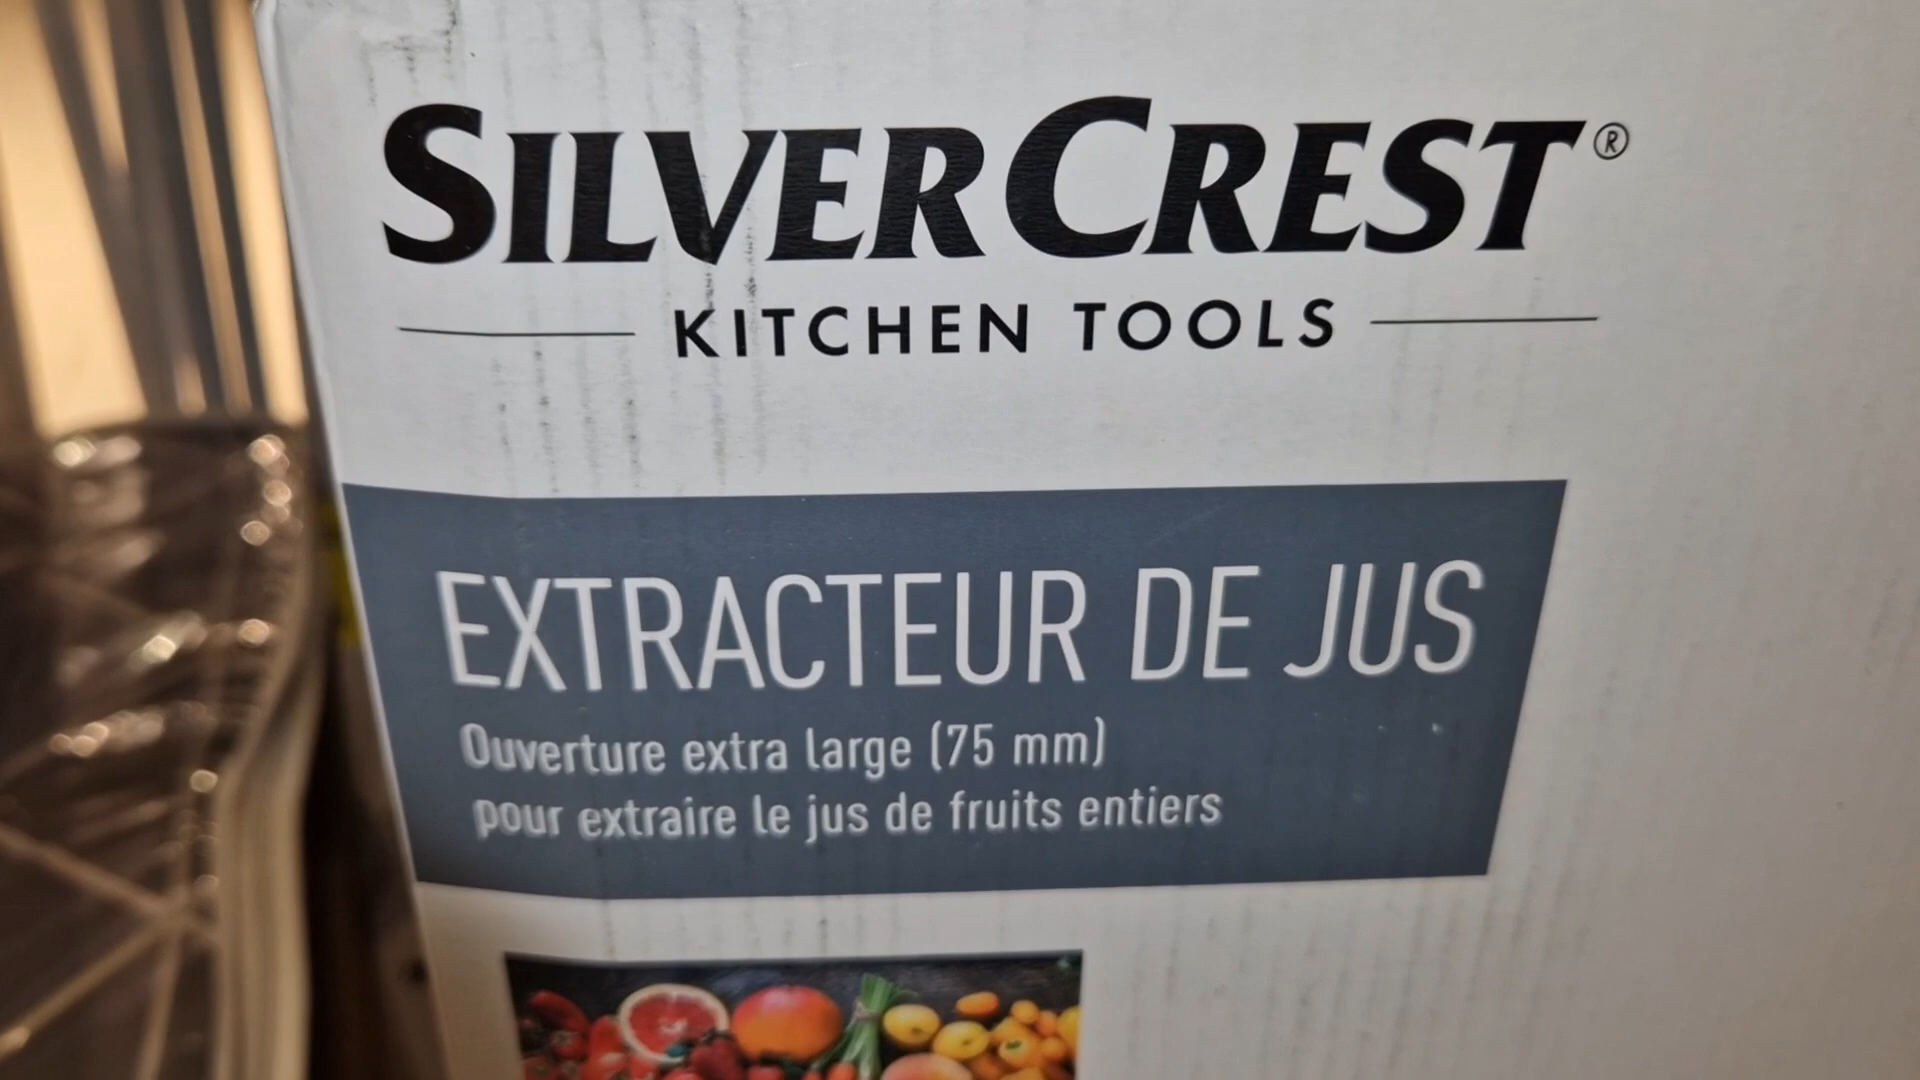 SILVERCREST®
KITCHEN TOOLS
EXTRACTEUR DE JUS
Ouverture extra large (75 mm)
pour extraire le jus de fruits entiers